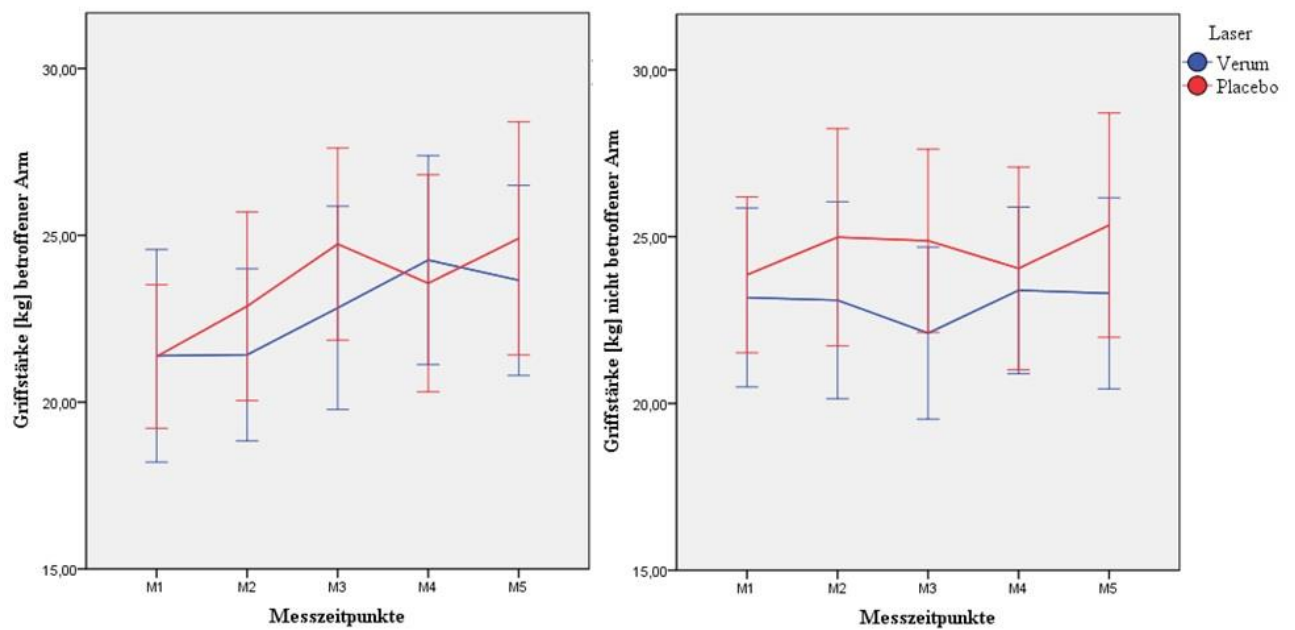 Griffstärke [kg] betroffener Arm
30,00
25,00
20,00
15,00
M1 M2 M3 M4 M5
Messzeitpunkte
Griffstärke [kg] nicht betroffener Arm
30,00
25,00
20,00
15,00
M1 M2 M3 M4 M5
Messzeitpunkte
Laser
Verum
Placebo